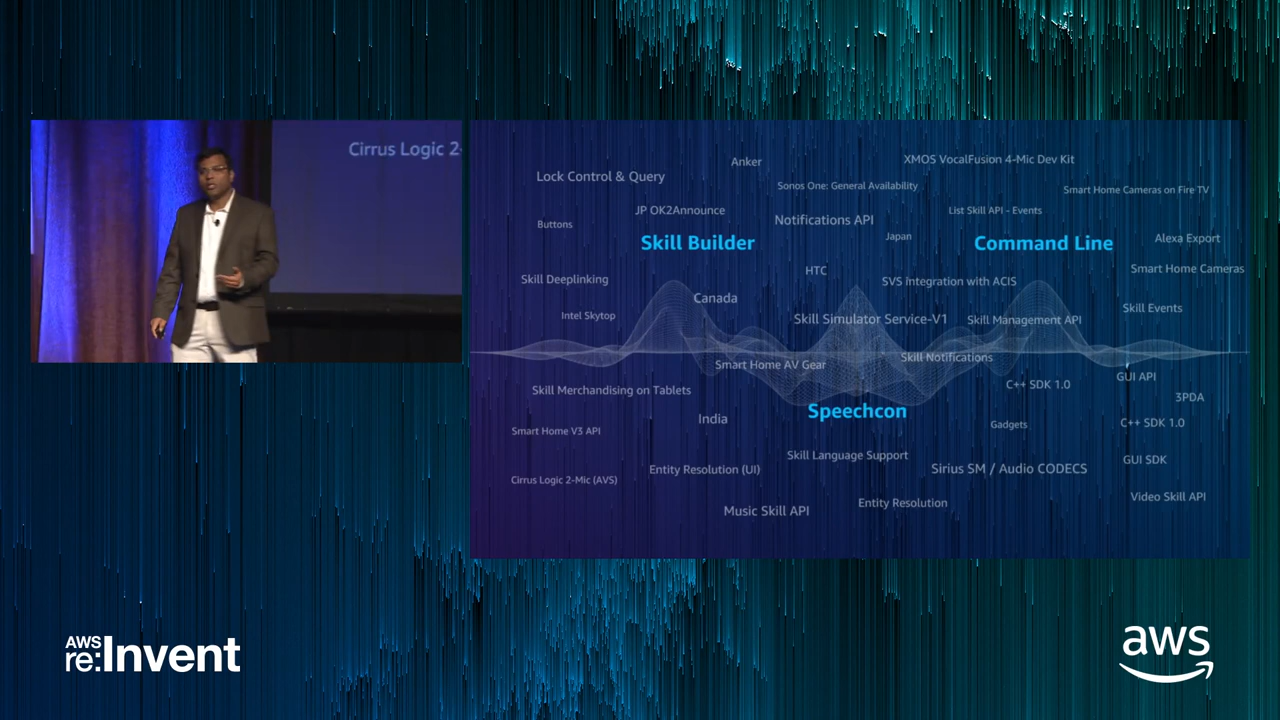 Cirrus Logic 2-
Anker
XMOS VocalFusion 4-Mic Dev Kit
Lock Control & Query
Sonos One: General Availability
Smart Home Cameras on Fire TV
JP OK2Announce
List Skill API - Events
Buttons
Notifications API
Japan
Skill Builder
Command Line
Alexa Export
HTC
Smart Home Cameras
Skill Deeplinking
SVS integration with ACIS
Canada
Skill Events
Intel Skytop
Skill Simulator Service-V1
Skill Management API
Skill Notifications
Smart Home AV Gear
GUI API
C++ SDK 1.0
Skill Merchandising on Tablets
3PDA
Speechcon
India
Gadgets
C++ SDK 1.0
Smart Home V3 API
Skill Language Support
GUI SDK
Entity Resolution (UI)
Sirius SM / Audio CODECS
Cirrus Logic 2-Mic (AVS)
Video Skill API
Entity Resolution
Music Skill API
AWS
re:Invent
aws